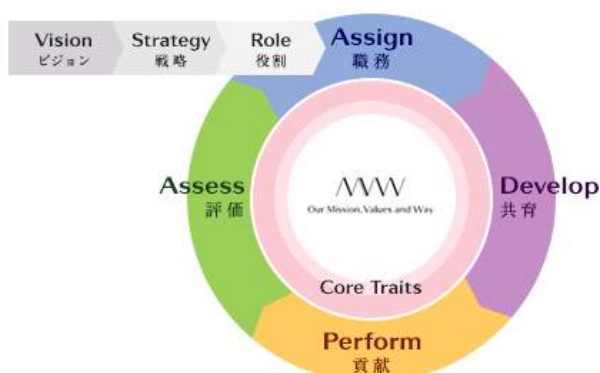 Vision
ビジョン
Strategy
戦略
Role
役割
Assign
職務
Assess
評価
MVW
Our Mission, Values and Way
Develop
共育
Core Traits
Perform
貢献